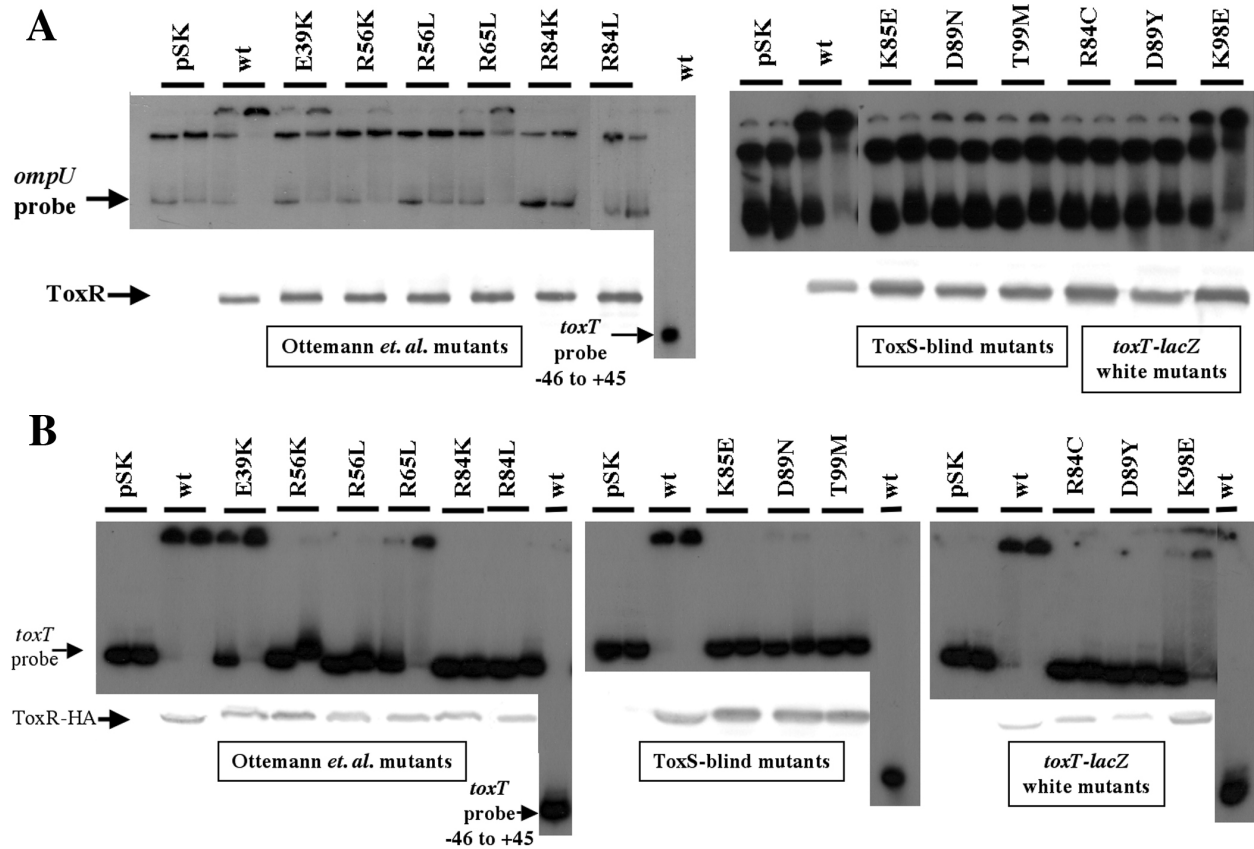 A
pSK
wt
E39K
R56K
R56L
R65L
R84K
R84L
wt
pSK
wt
K85E
D89N
T99M
R84C
D89Y
K98E
ompU
probe
ToxR
Ottemann et. al. mutants
toxT
probe
-46 to +45
ToxS-blind mutants
toxT-lacZ
white mutants
B
pSK
wt
E39K
R56K
R56L
R65L
R84K
R84L
wt
pSK
wt
K85E
D89N
T99M
wt
pSK
wt
R84C
D89Y
K98E
wt
toxT
probe
ToxR-HA
Ottemann et. al. mutants
toxT
probe
-46 to +45
ToxS-blind mutants
toxT-lacZ
white mutants